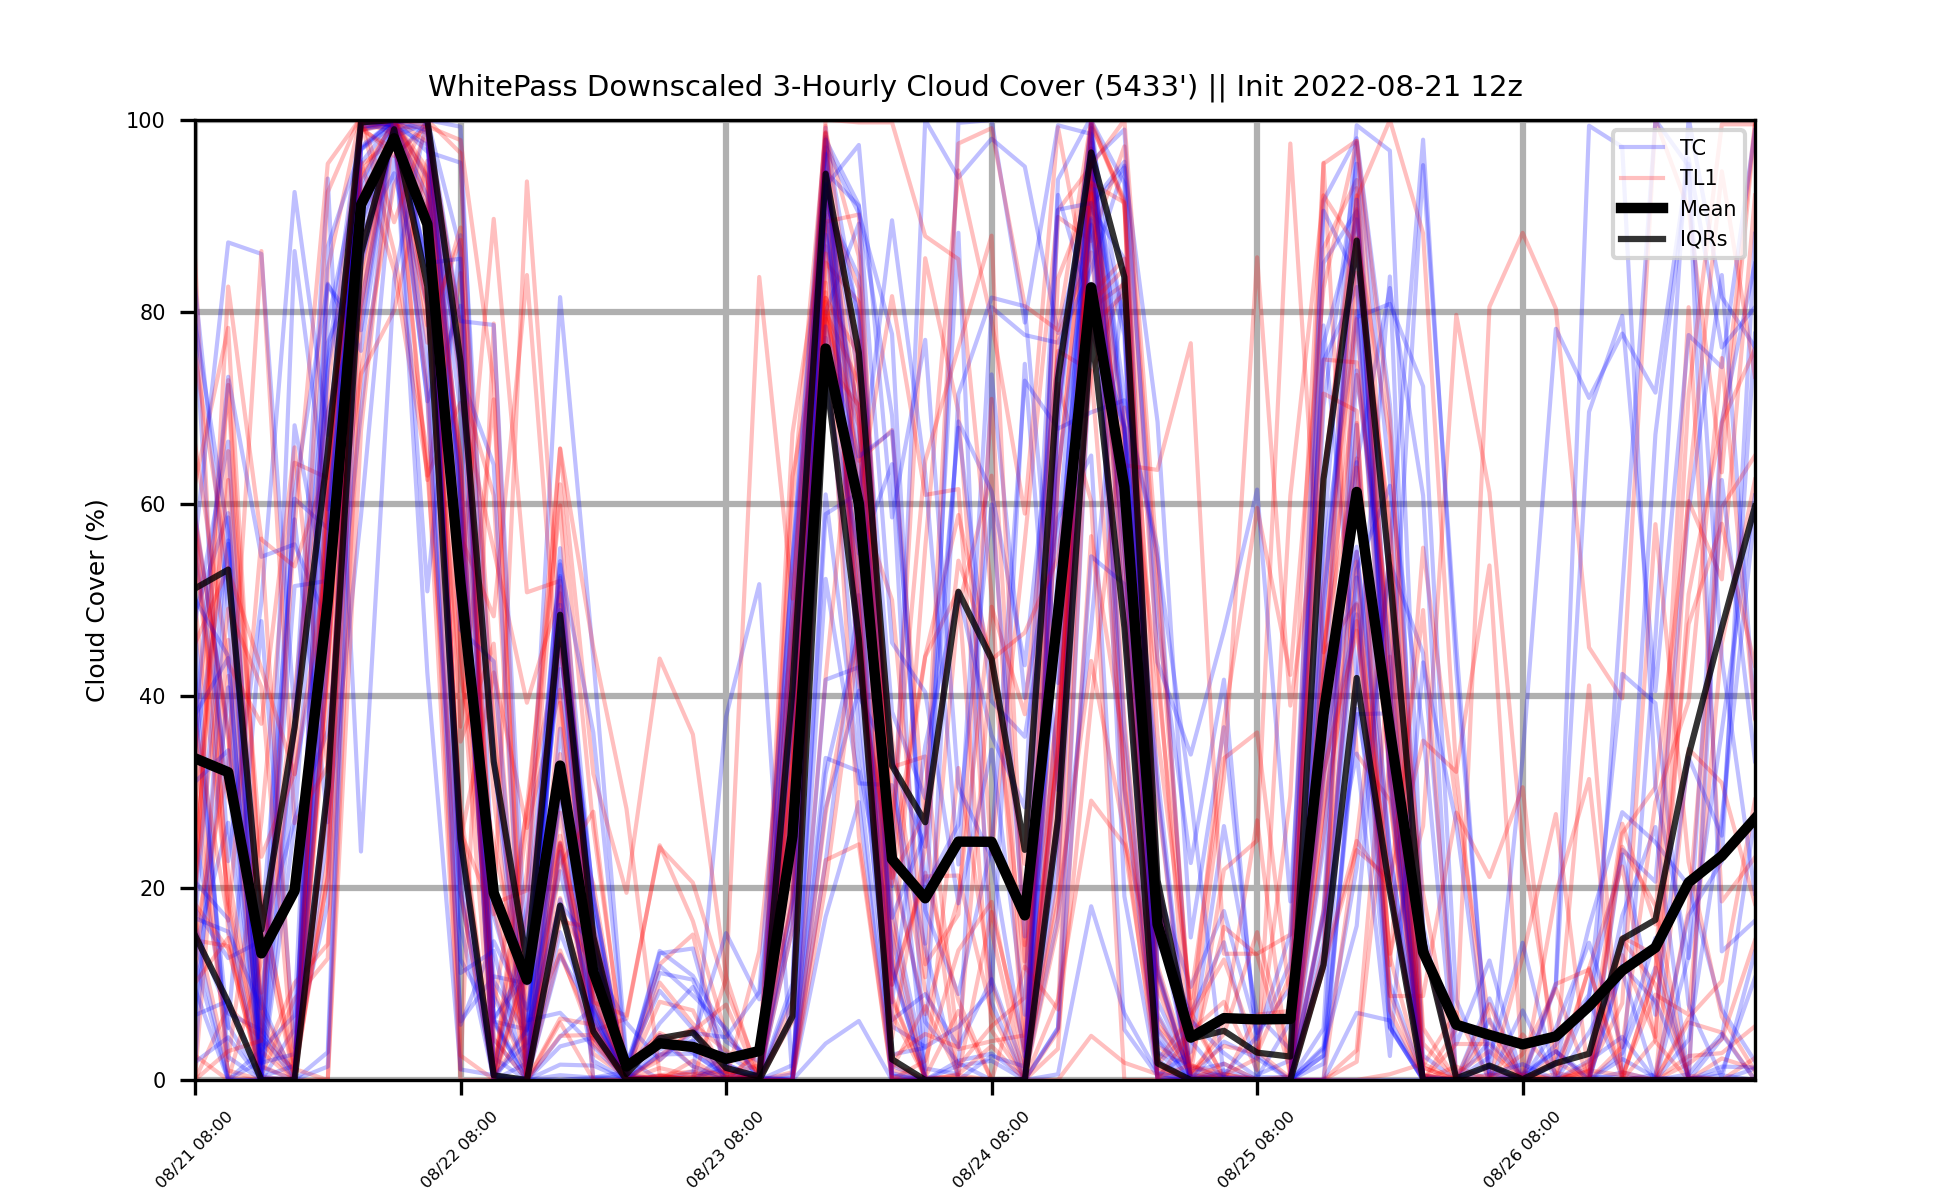 WhitePass Downscaled 3-Hourly Cloud Cover (5433') || Init 2022-08-21 12z
Cloud Cover (%)
100
80
60
40
20
0
TC
TL1
Mean
IQRs
08/21 08:00
08/22 08:00
08/23 08:00
08/24 08:00
08/25 08:00
08/26 08:00